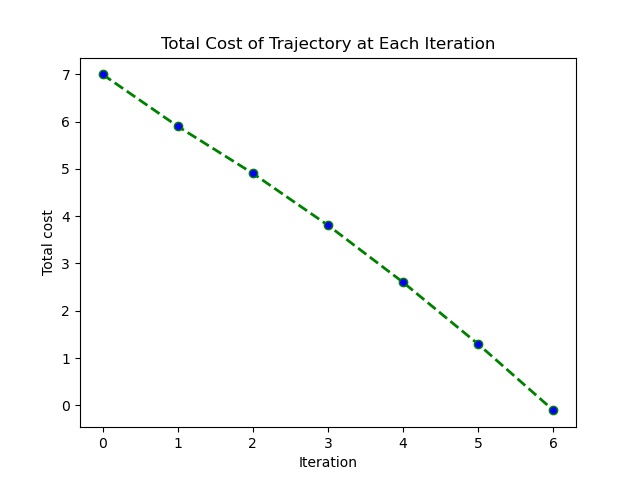 Total Cost of Trajectory at Each Iteration
7
6
5
4
3
2
1
0
Total cost
0 1 2 3 4 5 6
Iteration